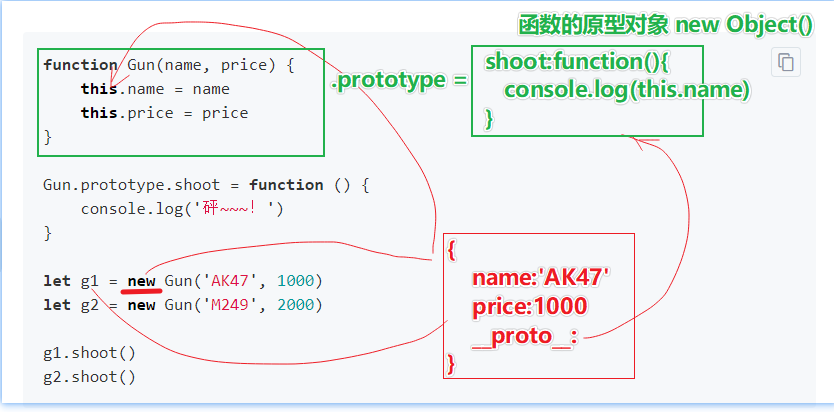 函数的原型对象 new Object()
function Gun(name, price) {
this.name = name
this.price = price
}
.prototype =
shoot:function(){
console.log(this.name)
}
Gun.prototype.shoot = function () {
console.log('砰~~~！')
}
let g1 = new Gun('AK47', 1000)
let g2 = new Gun('M249', 2000)
g1.shoot()
g2.shoot()
{
name:'AK47'
price:1000
__proto__:
}